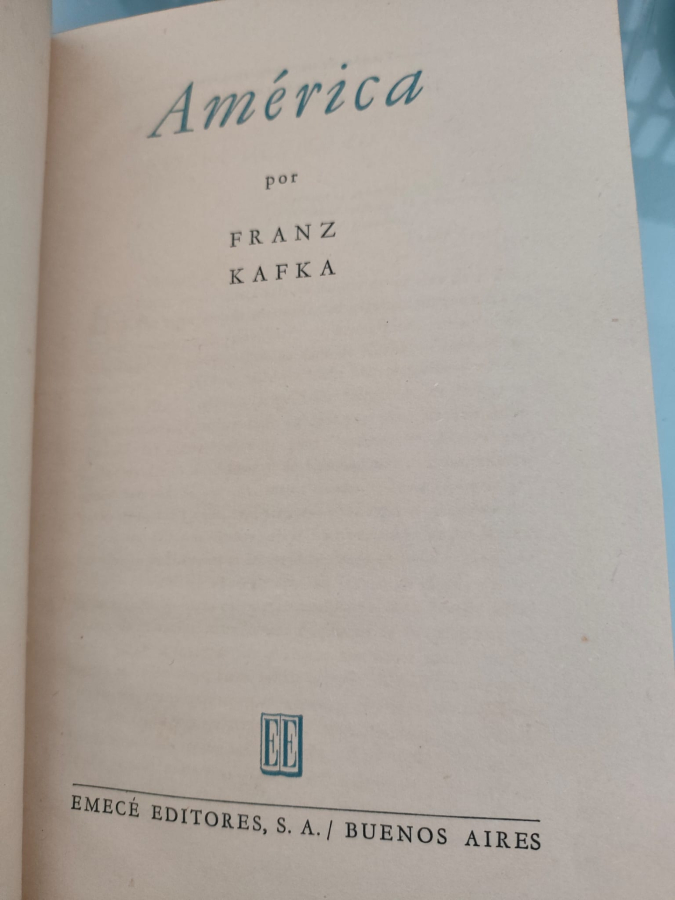 América
por
FRANZ
KAFKA
EE
EMECÉ EDITORES, S. A. / BUENOS AIRES